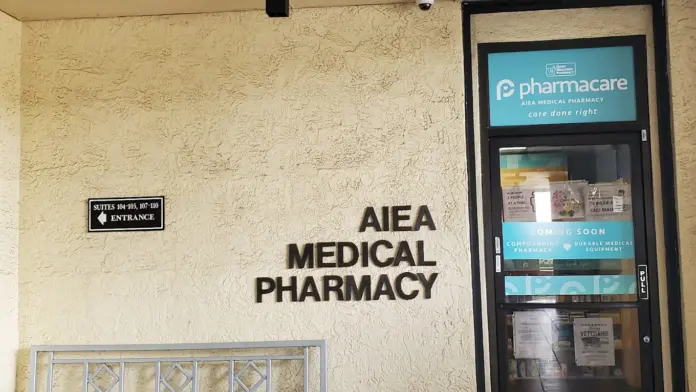 SUITES 104-105, 107-110
ENTRANCE
AIEA
MEDICAL
PHARMACY
pharmacare
AIEA MEDICAL PHARMACY
care done right
COMING SOON
COMPOUNDING PHARMACY
DURABLE MEDICAL EQUIPMENT
PULL